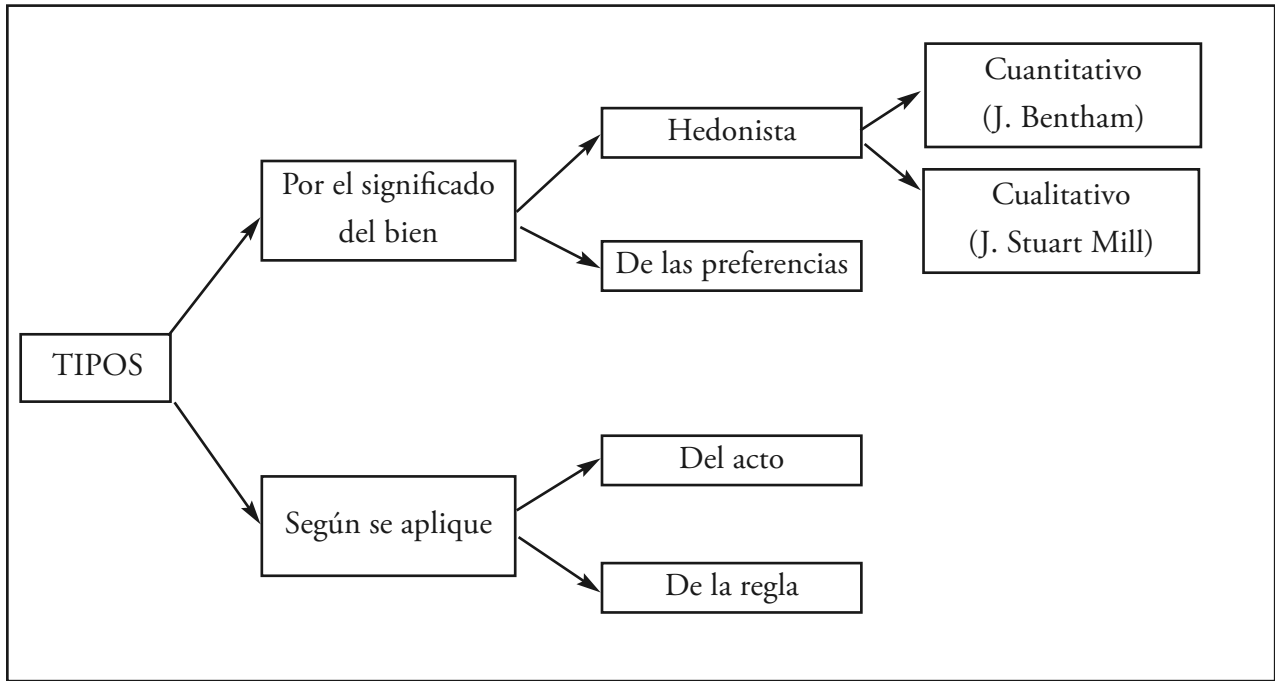 TIPOS
Por el significado
del bien
Hedonista
Cuantitativo
(J. Bentham)
Cualitativo
(J. Stuart Mill)
De las preferencias
Según se aplique
Del acto
De la regla